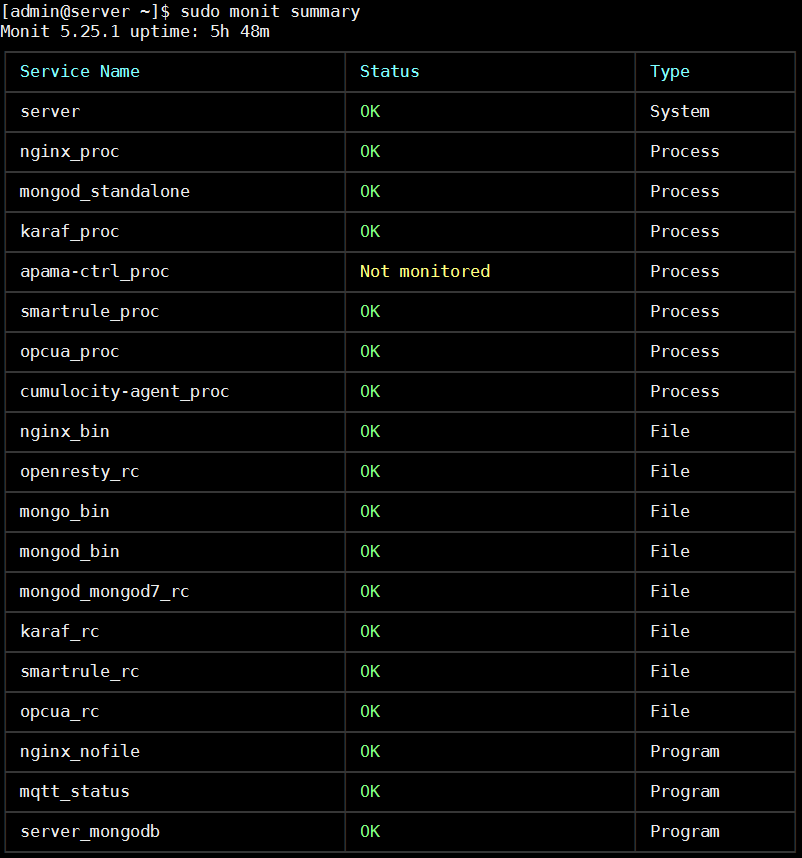 [admin@server ~]$ sudo monit summary
Monit 5.25.1 uptime: 5h 48m
Service Name Status Type
server OK System
nginx_proc OK Process
mongod_standalone OK Process
karaf_proc OK Process
apama-ctrl_proc Not monitored Process
smartrule_proc OK Process
opcua_proc OK Process
cumulocity-agent_proc OK Process
nginx_bin OK File
openresty_rc OK File
mongo_bin OK File
mongod_bin OK File
mongod_mongod7_rc OK File
karaf_rc OK File
smartrule_rc OK File
opcua_rc OK File
nginx_nofile OK Program
mqtt_status OK Program
server_mongodb OK Program